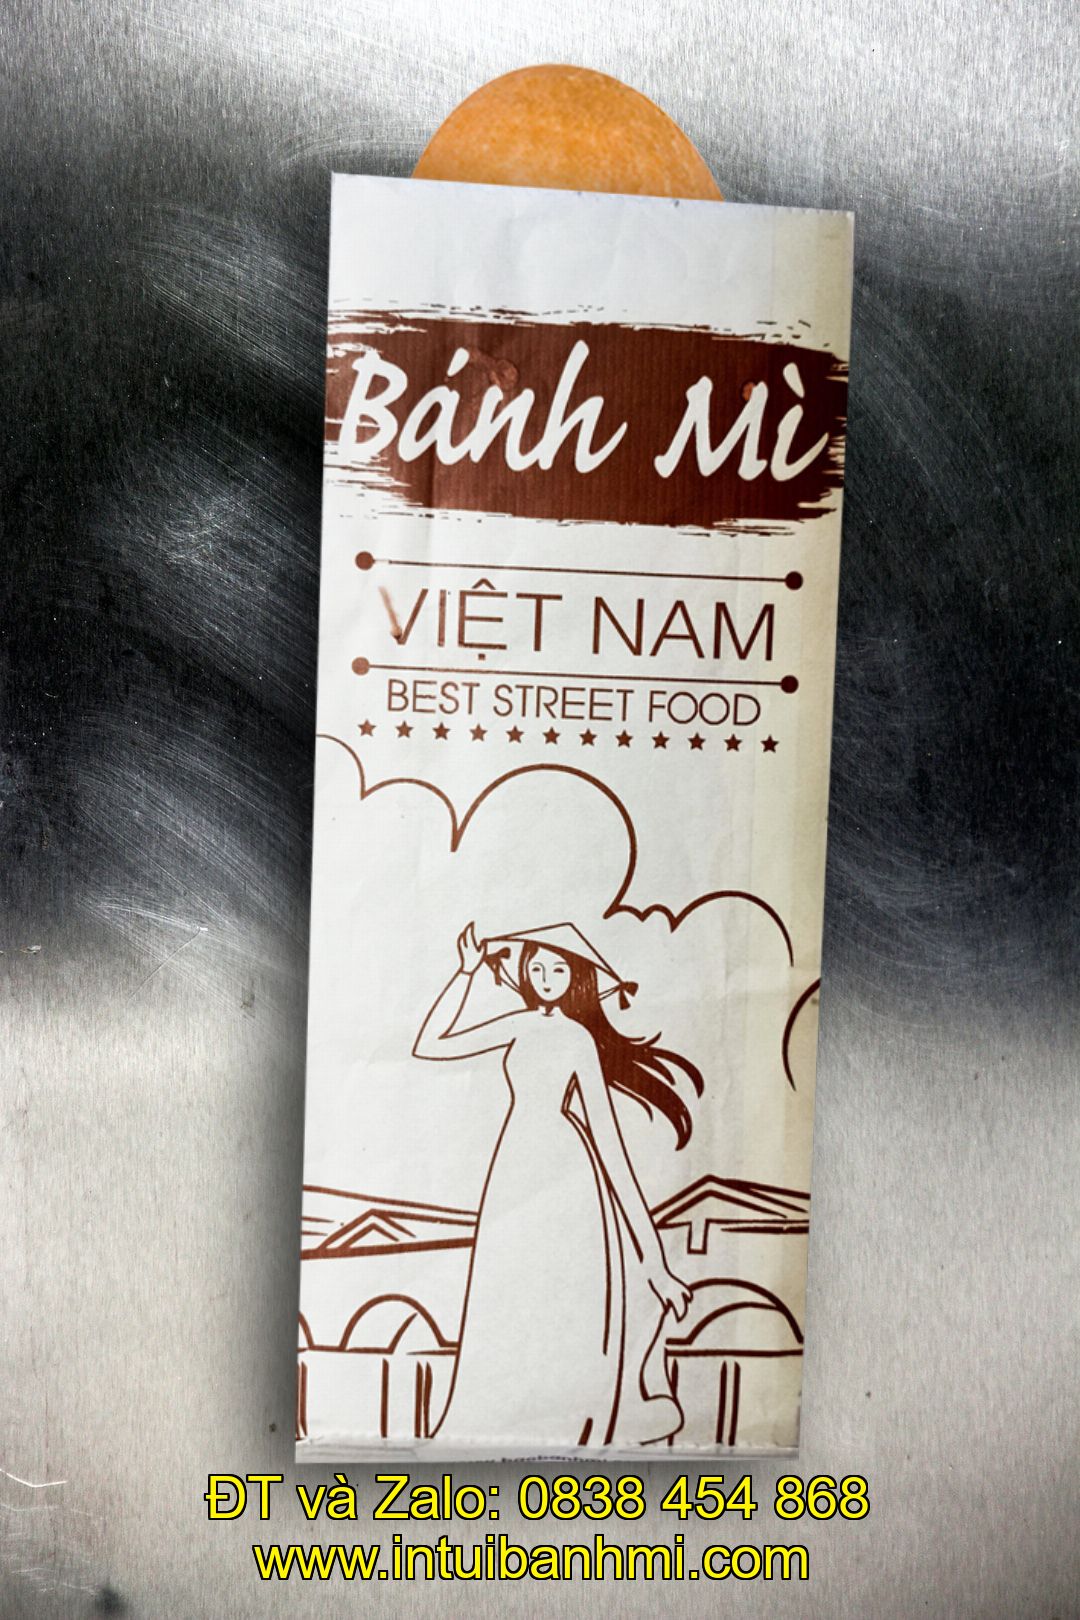 Bánh Mì
VIỆT NAM
BEST STREET FOOD
ĐT và Zalo: 0838 454 868
www.intuibanhmi.com